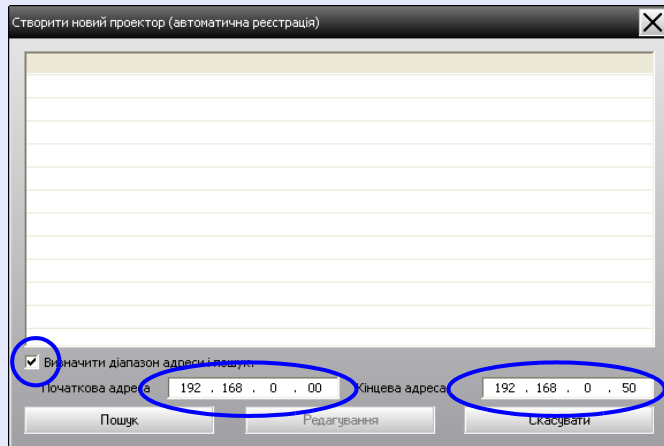 Створити новий проектор (автоматична реєстрація)
Визначити діапазон адреси і пошук.
Початкова адреса 192 . 168 . 0 . 00 Кінцева адреса 192 . 168 . 0 . 50
Пошук Редагування Скасувати